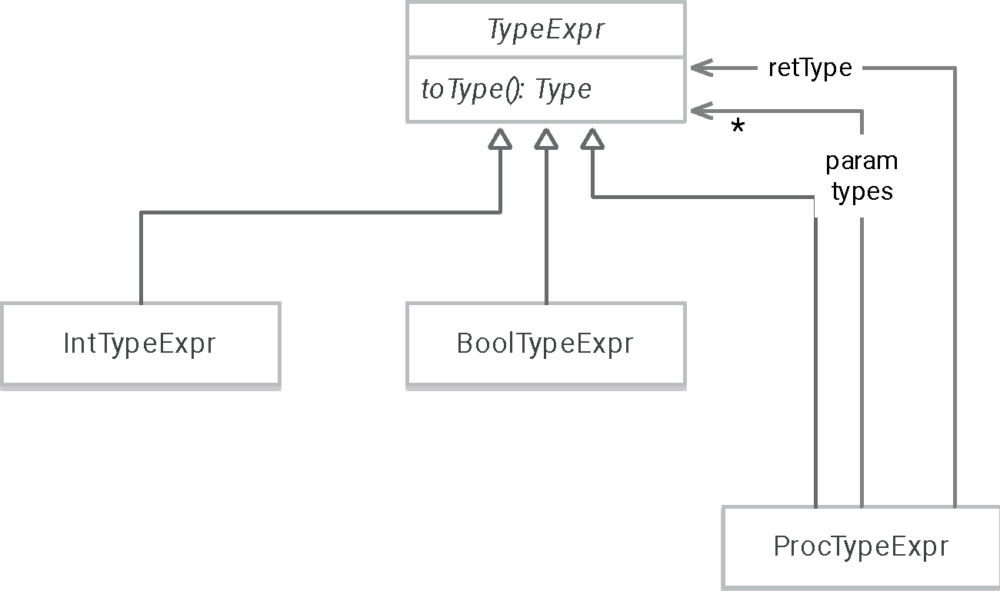 TypeExpr
toType(): Type
retType
*
param
types
IntTypeExpr
BoolTypeExpr
ProcTypeExpr